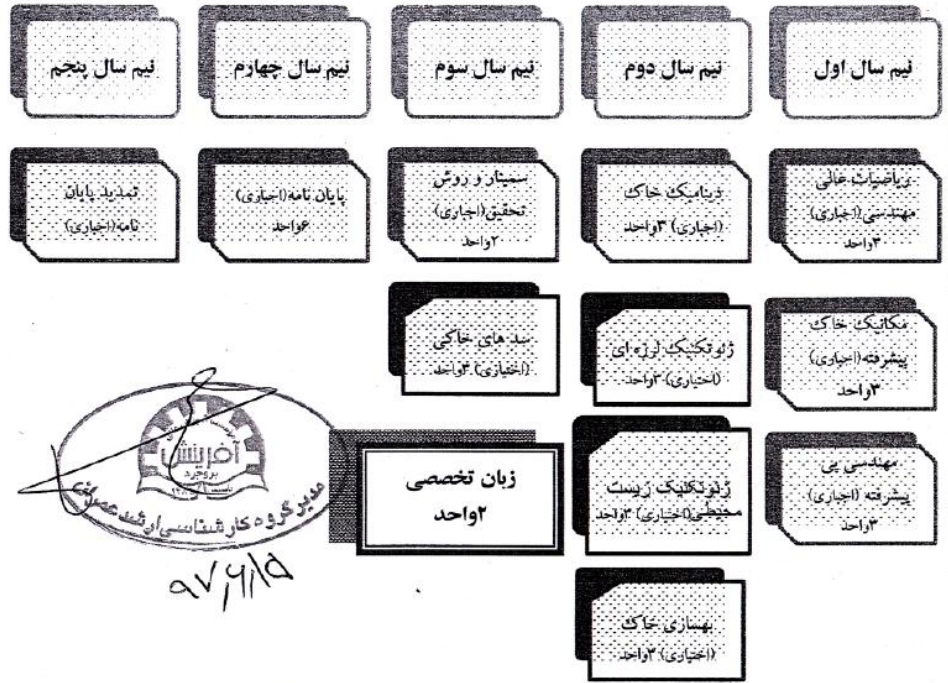 نیم سال اول
نیم سال دوم
نیم سال سوم
نیم سال چهارم
نیم سال پنجم
ریاضیات عالی
مهندسی(اجباری)
۳واحد
دینامیک خاک
(اجباری) ۳واحد
سمینار و روش
تحقیق(اجباری)
۲واحد
پایان نامه(اجباری)
۶واحد
تمدید پایان
نامه(اجباری)
مکانیک خاک
پیشرفته(اجباری)
۳واحد
ژئوتکنیک لرزه ای
(اختیاری) ۳واحد
سد های خاکی
(اختیاری) ۳واحد
مهندسی پی
پیشرفته (اجباری)
۳واحد
ژئوتکنیک زیست
محیطی(اختیاری) ۳واحد
زبان تخصصی
۲واحد
بهسازی خاک
(اختیاری) ۳واحد
آفرینش
بروجرد
مدیر گروه کارشناسی ارشد عمران
۹۷/۶/۱۵